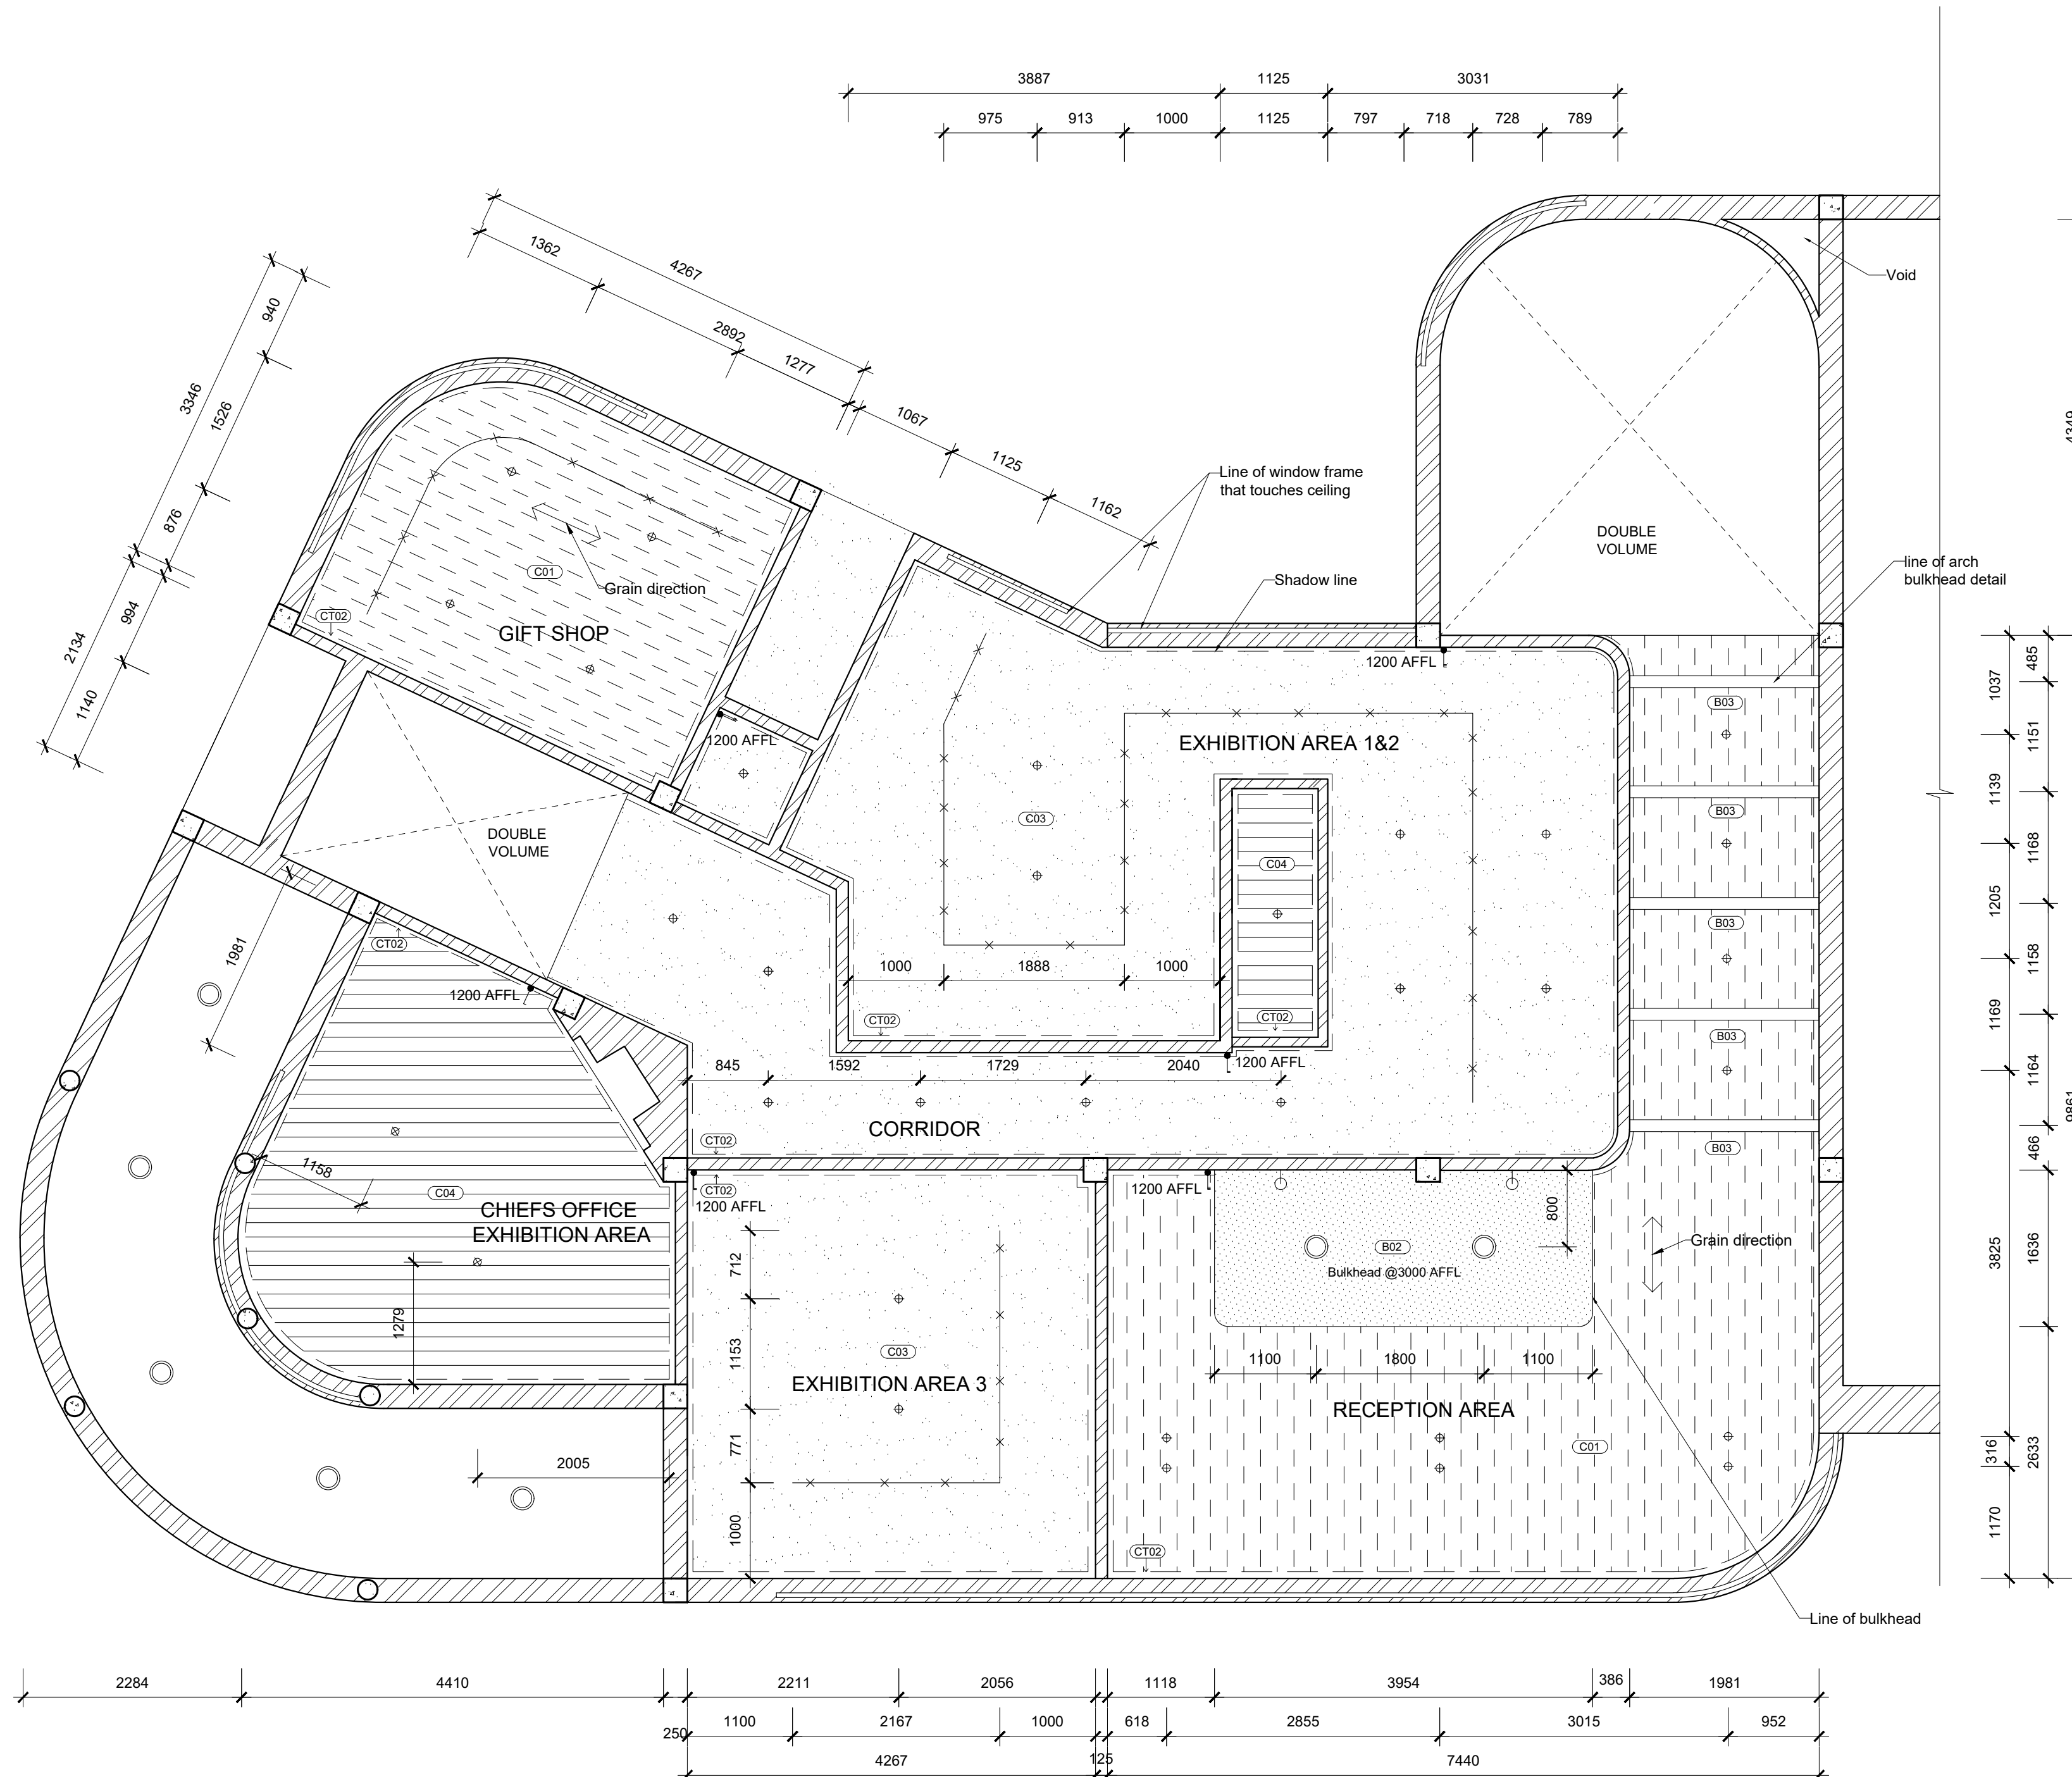 3887
1125
3031
975
913
1000
1125
797
718
728
789
1362
4267
2892
1277
1067
1125
1162
940
3346
1526
876
994
2134
1140
Void
Line of window frame
that touches ceiling
DOUBLE
VOLUME
line of arch
bulkhead detail
Shadow line
C01
Grain direction
CT02
GIFT SHOP
1200 AFFL
1200 AFFL
EXHIBITION AREA 1&2
C03
C04
DOUBLE
VOLUME
CT02
1981
1200 AFFL
1000
1888
1000
CT02
CT02
845
1592
1729
2040
1200 AFFL
CORRIDOR
CT02
CT02
1200 AFFL
1200 AFFL
1158
C04
CHIEFS OFFICE
EXHIBITION AREA
1279
2005
712
1153
771
1000
C03
EXHIBITION AREA 3
B03
B03
B03
B03
B03
800
B02
Bulkhead @3000 AFFL
Grain direction
1100
1800
1100
RECEPTION AREA
C01
CT02
Line of bulkhead
4349
485
1037
1151
1139
1168
1205
1158
1169
1164
9861
466
3825
1636
316
2633
1170
2284
4410
2211
2056
1118
3954
386
1981
250
1100
2167
1000
618
2855
3015
952
4267
125
7440